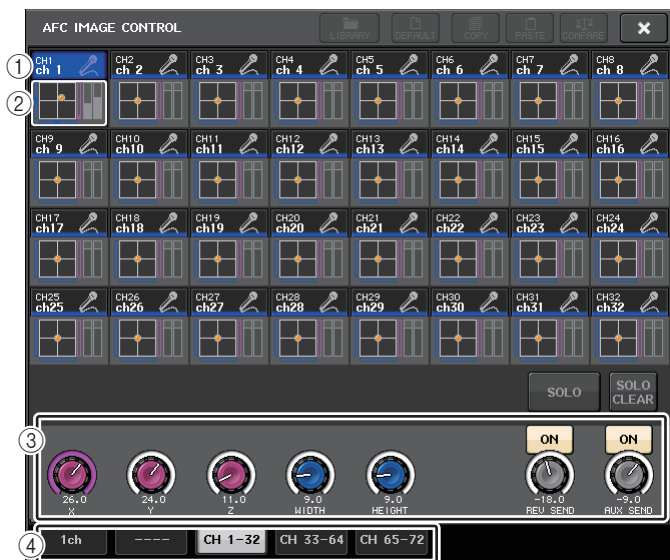 AFC IMAGE CONTROL LIBRARY DEFAULT COPY PASTE COMPARE ×
① CH1 CH2 CH3 CH4 CH5 CH6 CH7 CH8
ch 1 ch 2 ch 3 ch 4 ch 5 ch 6 ch 7 ch 8
②
CH9 CH10 CH11 CH12 CH13 CH14 CH15 CH16
ch 9 ch10 ch11 ch12 ch13 ch14 ch15 ch16
CH17 CH18 CH19 CH20 CH21 CH22 CH23 CH24
ch17 ch18 ch19 ch20 ch21 ch22 ch23 ch24
CH25 CH26 CH27 CH28 CH29 CH30 CH31 CH32
ch25 ch26 ch27 ch28 ch29 ch30 ch31 ch32
SOLO SOLO CLEAR
③ ON ON
26.0 24.0 11.0 9.0 9.0 -18.0 -9.0
X Y Z WIDTH HEIGHT REV SEND AUX SEND
④ 1ch ---- CH 1-32 CH 33-64 CH 65-72